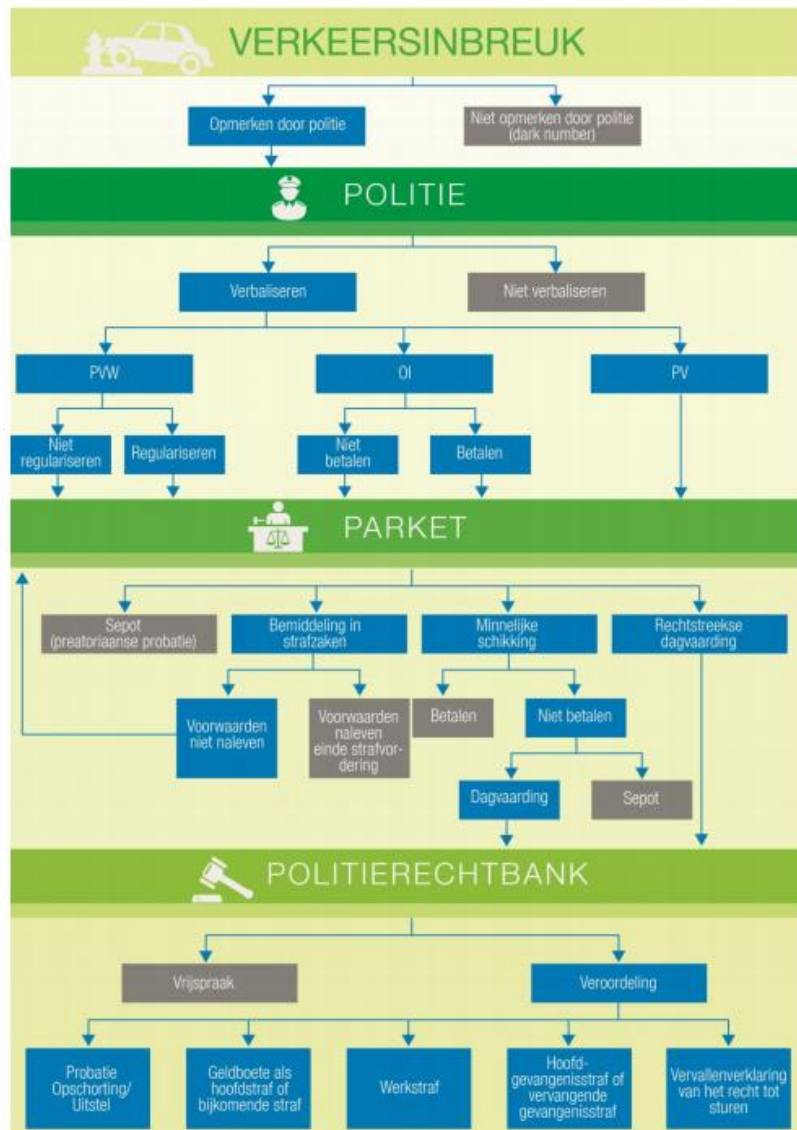 VERKEERSINBREUK
Opmerken door politie
Niet opmerken door politie
(dark number)
POLITIE
Verbaliseren
Niet verbaliseren
PVW
OI
PV
Niet
regulariseren
Regulariseren
Niet
betalen
Betalen
PARKET
Sepot
(preatoriaanse probatie)
Bemiddeling in
strafzaken
Minnelijke
schikking
Rechtstreekse
dagvaarding
Voorwaarden
niet naleven
Voorwaarden
naleven
einde strafvor-
dering
Betalen
Niet betalen
Dagvaarding
Sepot
POLITIERECHTBANK
Vrijspraak
Veroordeling
Probatie
Opschorting/
Uitstel
Geldboete als
hoofdstraf of
bijkomende straf
Werkstraf
Hoofd-
gevangenisstraf of
vervangende
gevangenisstraf
Vervallenverklaring
van het recht tot
sturen